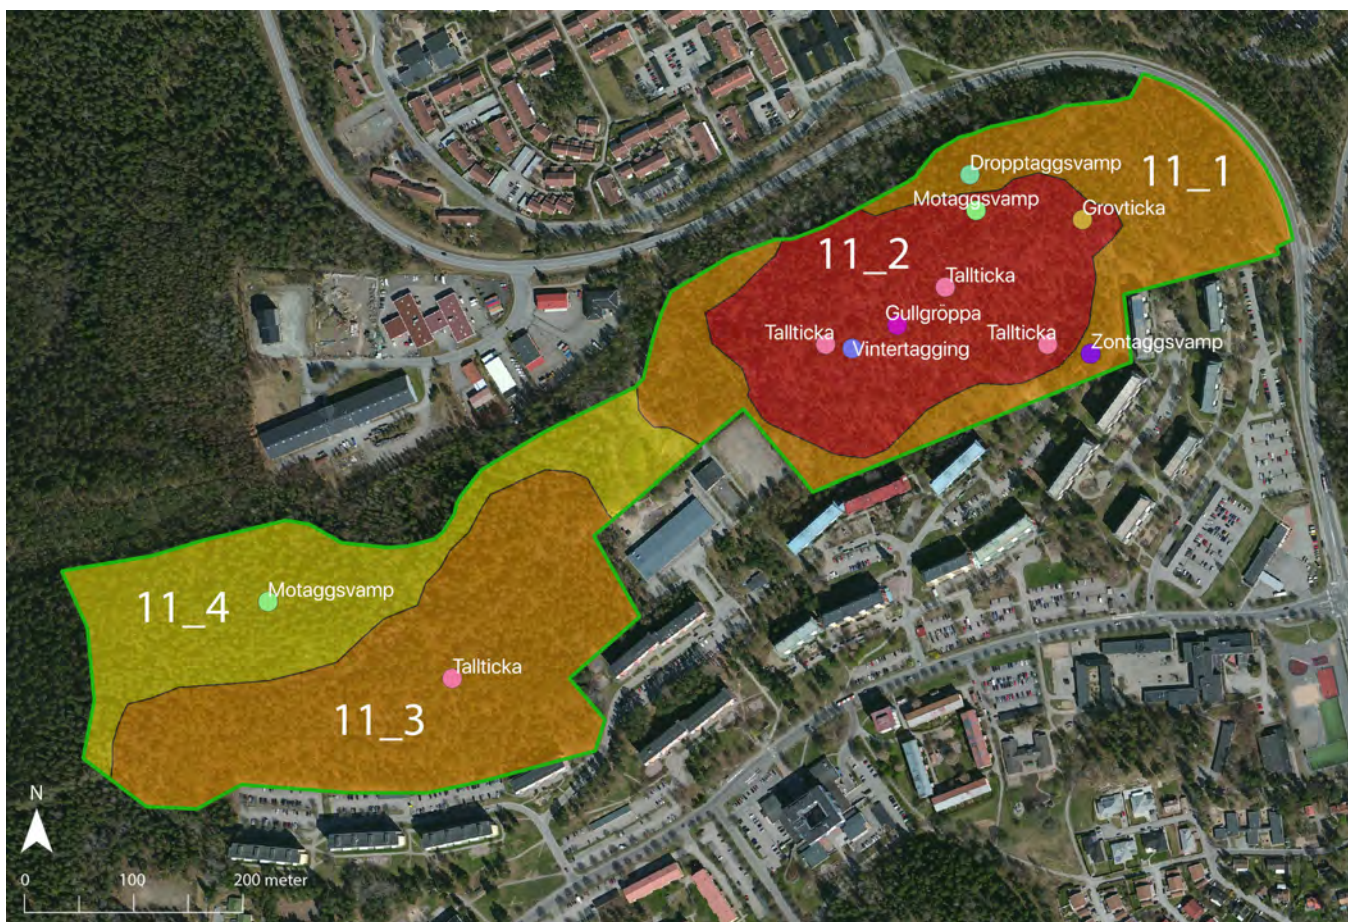 Dropptaggsvamp
11_1
Motaggsvamp
Grovticka
11_2
Tallticka
Gullgröppa
Tallticka
Vintertagging
Tallticka
Zontaggsvamp
Motaggsvamp
11_4
Tallticka
11_3
N
0 100 200 meter